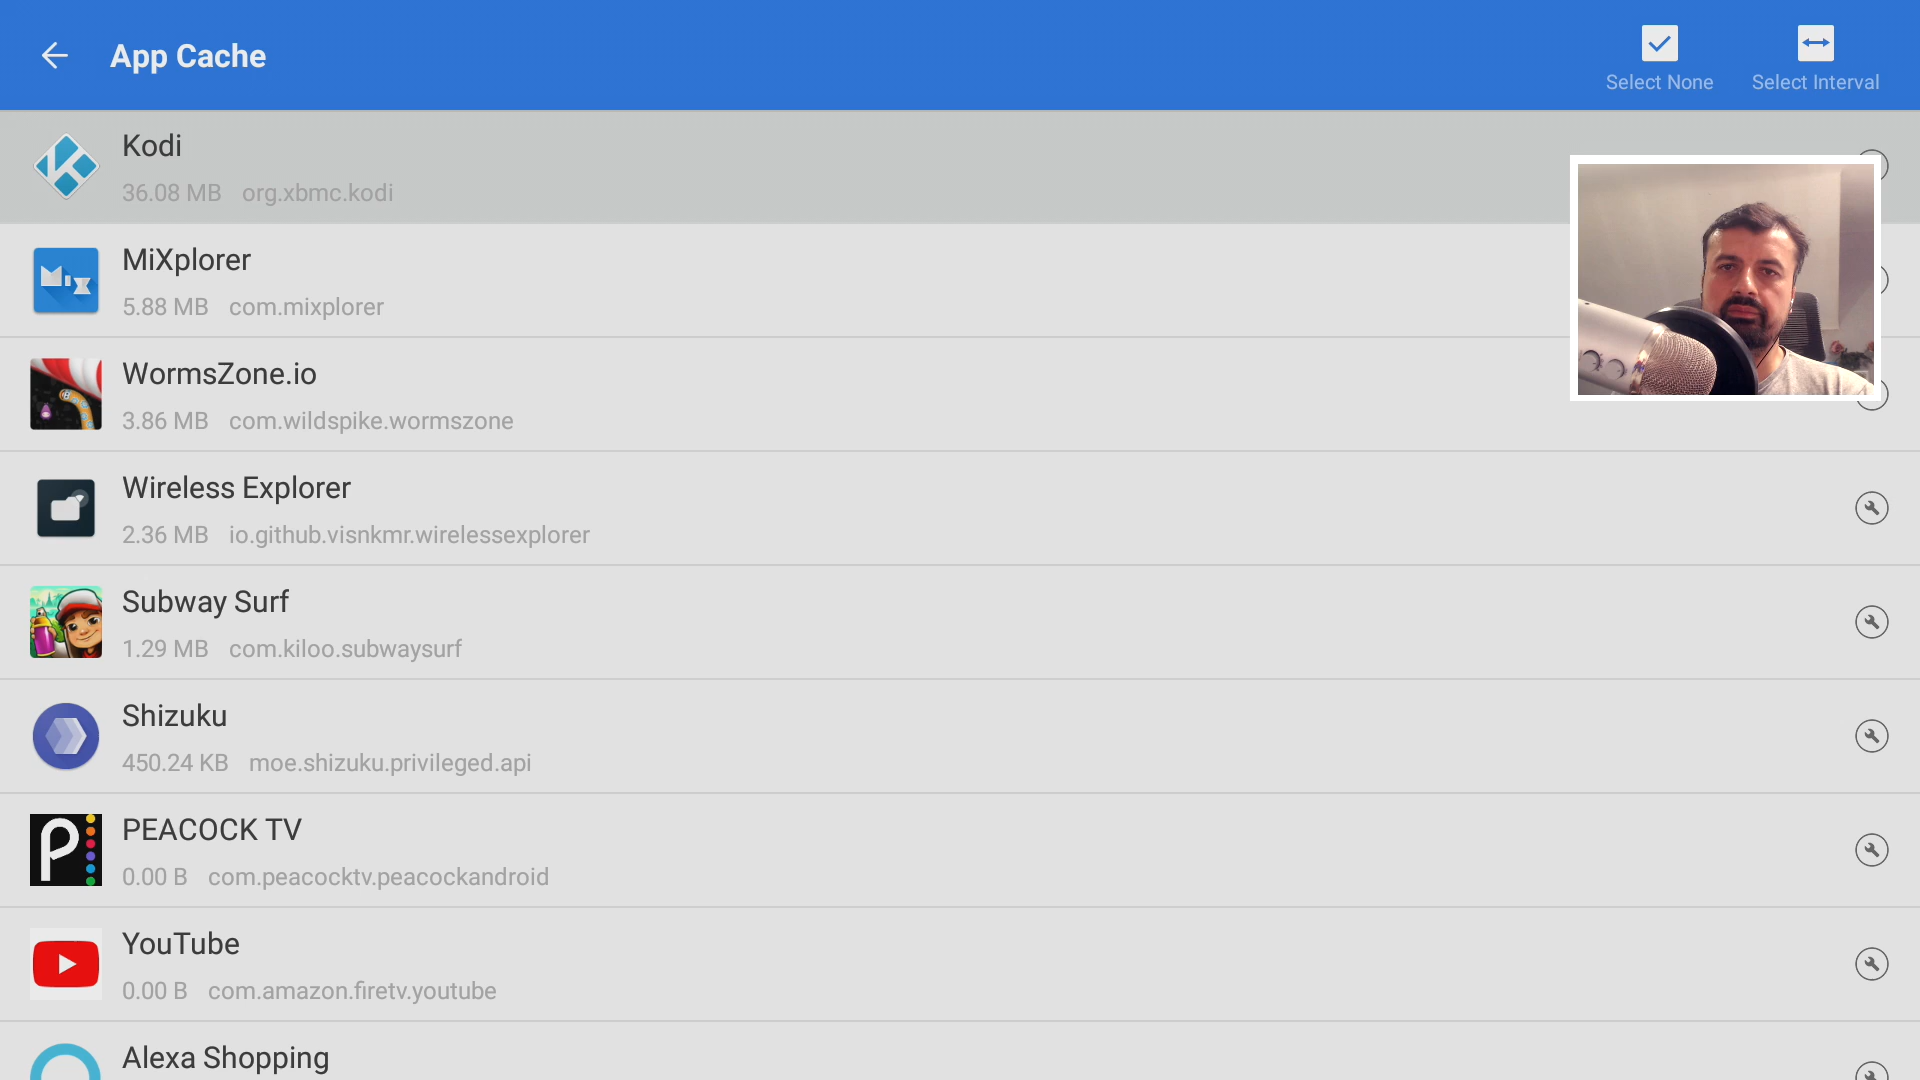 App Cache
Select None
Select Interval
Kodi
36.08 MB org.xbmc.kodi
MiXplorer
5.88 MB com.mixplorer
WormsZone.io
3.86 MB com.wildspike.wormszone
Wireless Explorer
2.36 MB io.github.visnkmr.wirelessexplorer
Subway Surf
1.29 MB com.kiloo.subwaysurf
Shizuku
450.24 KB moe.shizuku.privileged.api
PEACOCK TV
0.00 B com.peacocktv.peacockandroid
YouTube
0.00 B com.amazon.firetv.youtube
Alexa Shopping